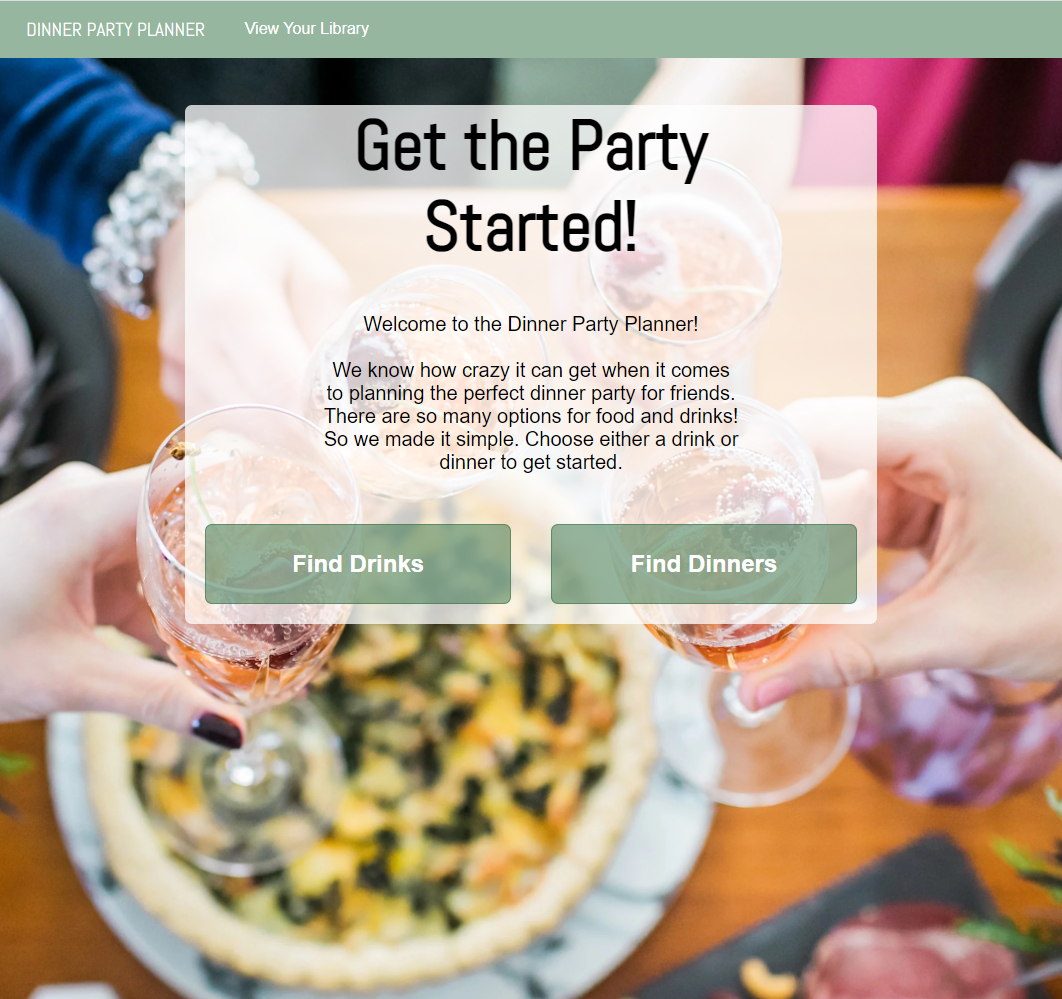 DINNER PARTY PLANNER
View Your Library
Get the Party
Started!
Welcome to the Dinner Party Planner!
We know how crazy it can get when it comes
to planning the perfect dinner party for friends.
There are so many options for food and drinks!
So we made it simple. Choose either a drink or
dinner to get started.
Find Drinks
Find Dinners